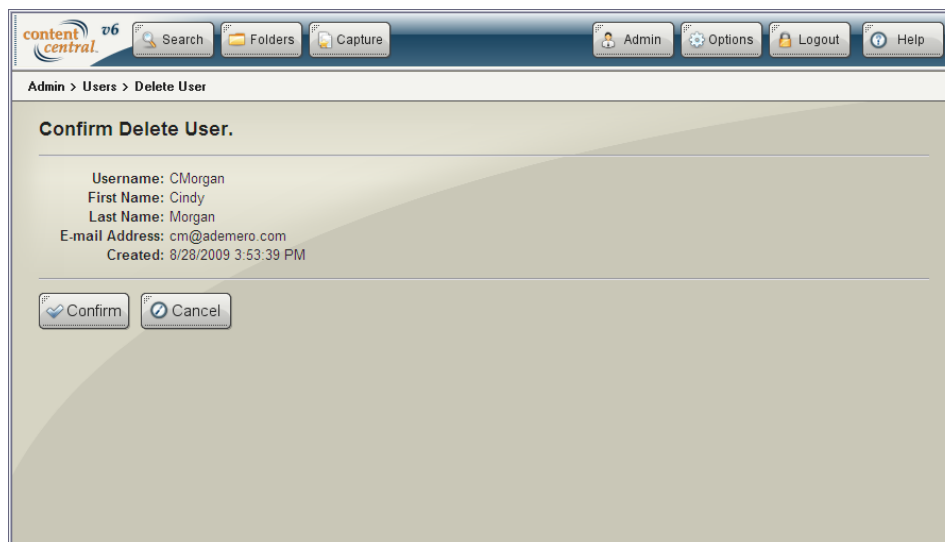 content central. v6 Search Folders Capture Admin Options Logout Help
Admin > Users > Delete User
Confirm Delete User.
Username: CMorgan
First Name: Cindy
Last Name: Morgan
E-mail Address: cm@ademero.com
Created: 8/28/2009 3:53:39 PM
Confirm Cancel